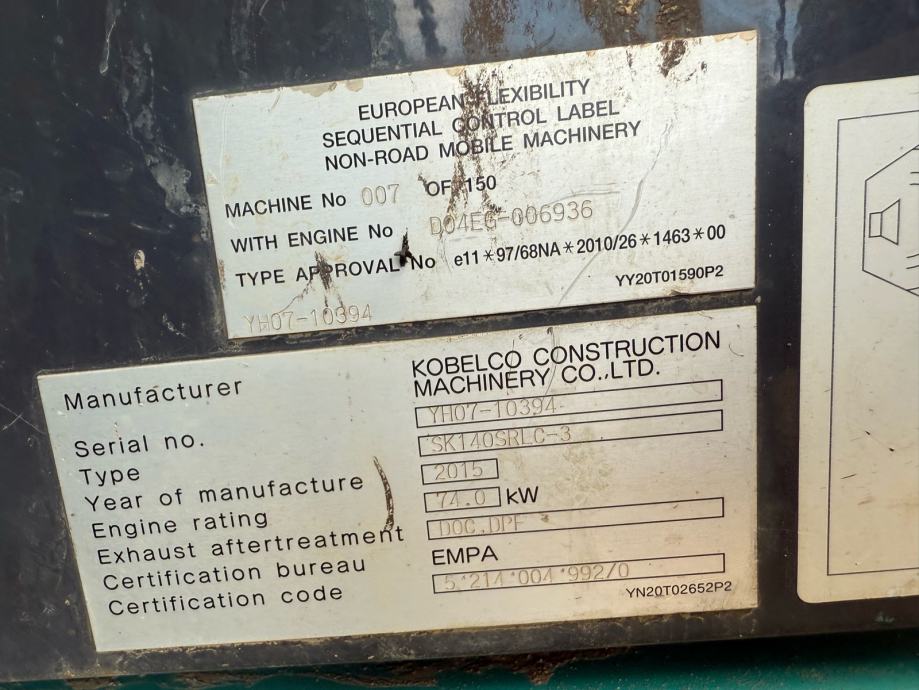 EUROPEAN FLEXIBILITY
SEQUENTIAL CONTROL LABEL
NON-ROAD MOBILE MACHINERY
MACHINE No 007 OF 150
WITH ENGINE No D04EG-006936
TYPE APPROVAL No e11*97/68NA*2010/26*1463*00
YY20T01590P2
YH07-10394
Manufacturer KOBELCO CONSTRUCTION
MACHINERY CO.,LTD.
Serial no. YH07-10394
Type SK140SRLC-3
Year of manufacture 2015
Engine rating 74.0 kW
Exhaust aftertreatment DOC.DPF
Certification bureau EMPA
Certification code 5*214*004*992/0
YN20T02652P2